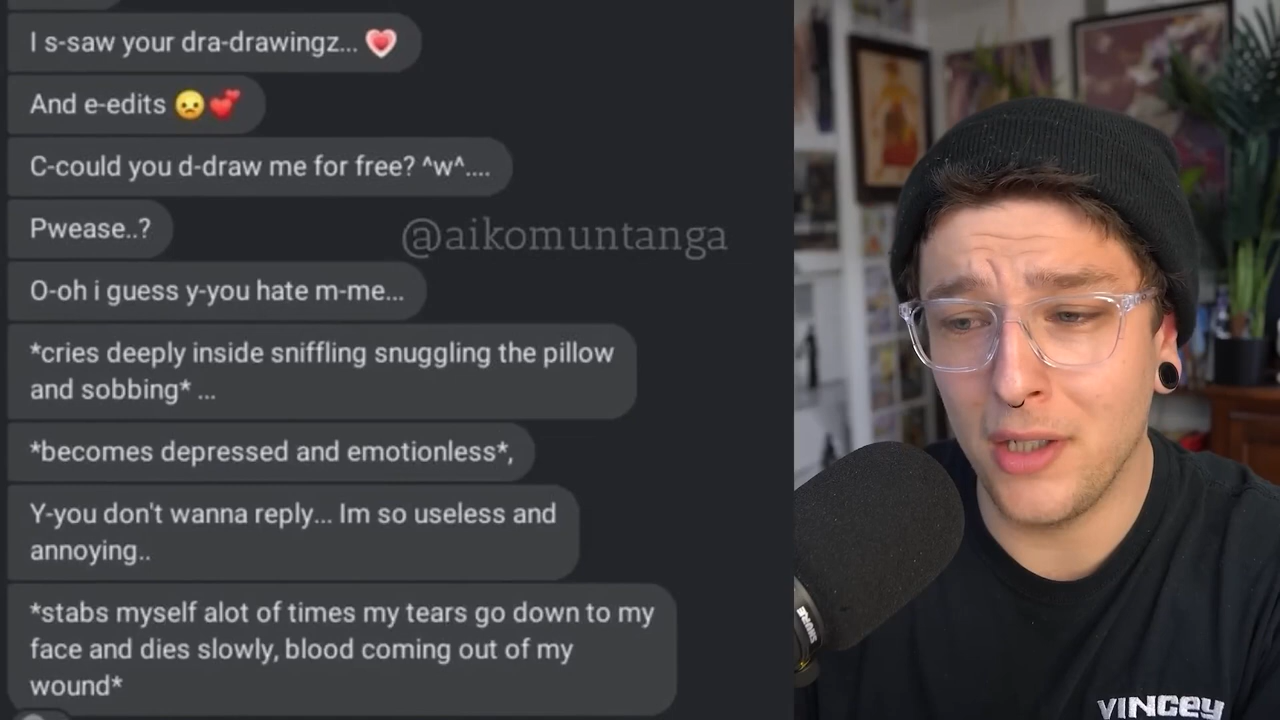 I s-saw your dra-drawingz... ❤️
And e-edits 😟💕
C-could you d-draw me for free? ^w^....
Pwease..?
@aikomuntanga
O-oh i guess y-you hate m-me...
*cries deeply inside sniffling snuggling the pillow
and sobbing* ...
*becomes depressed and emotionless*,
Y-you don't wanna reply... Im so useless and
annoying..
*stabs myself alot of times my tears go down to my
face and dies slowly, blood coming out of my
wound*
SHURE
VINCEY